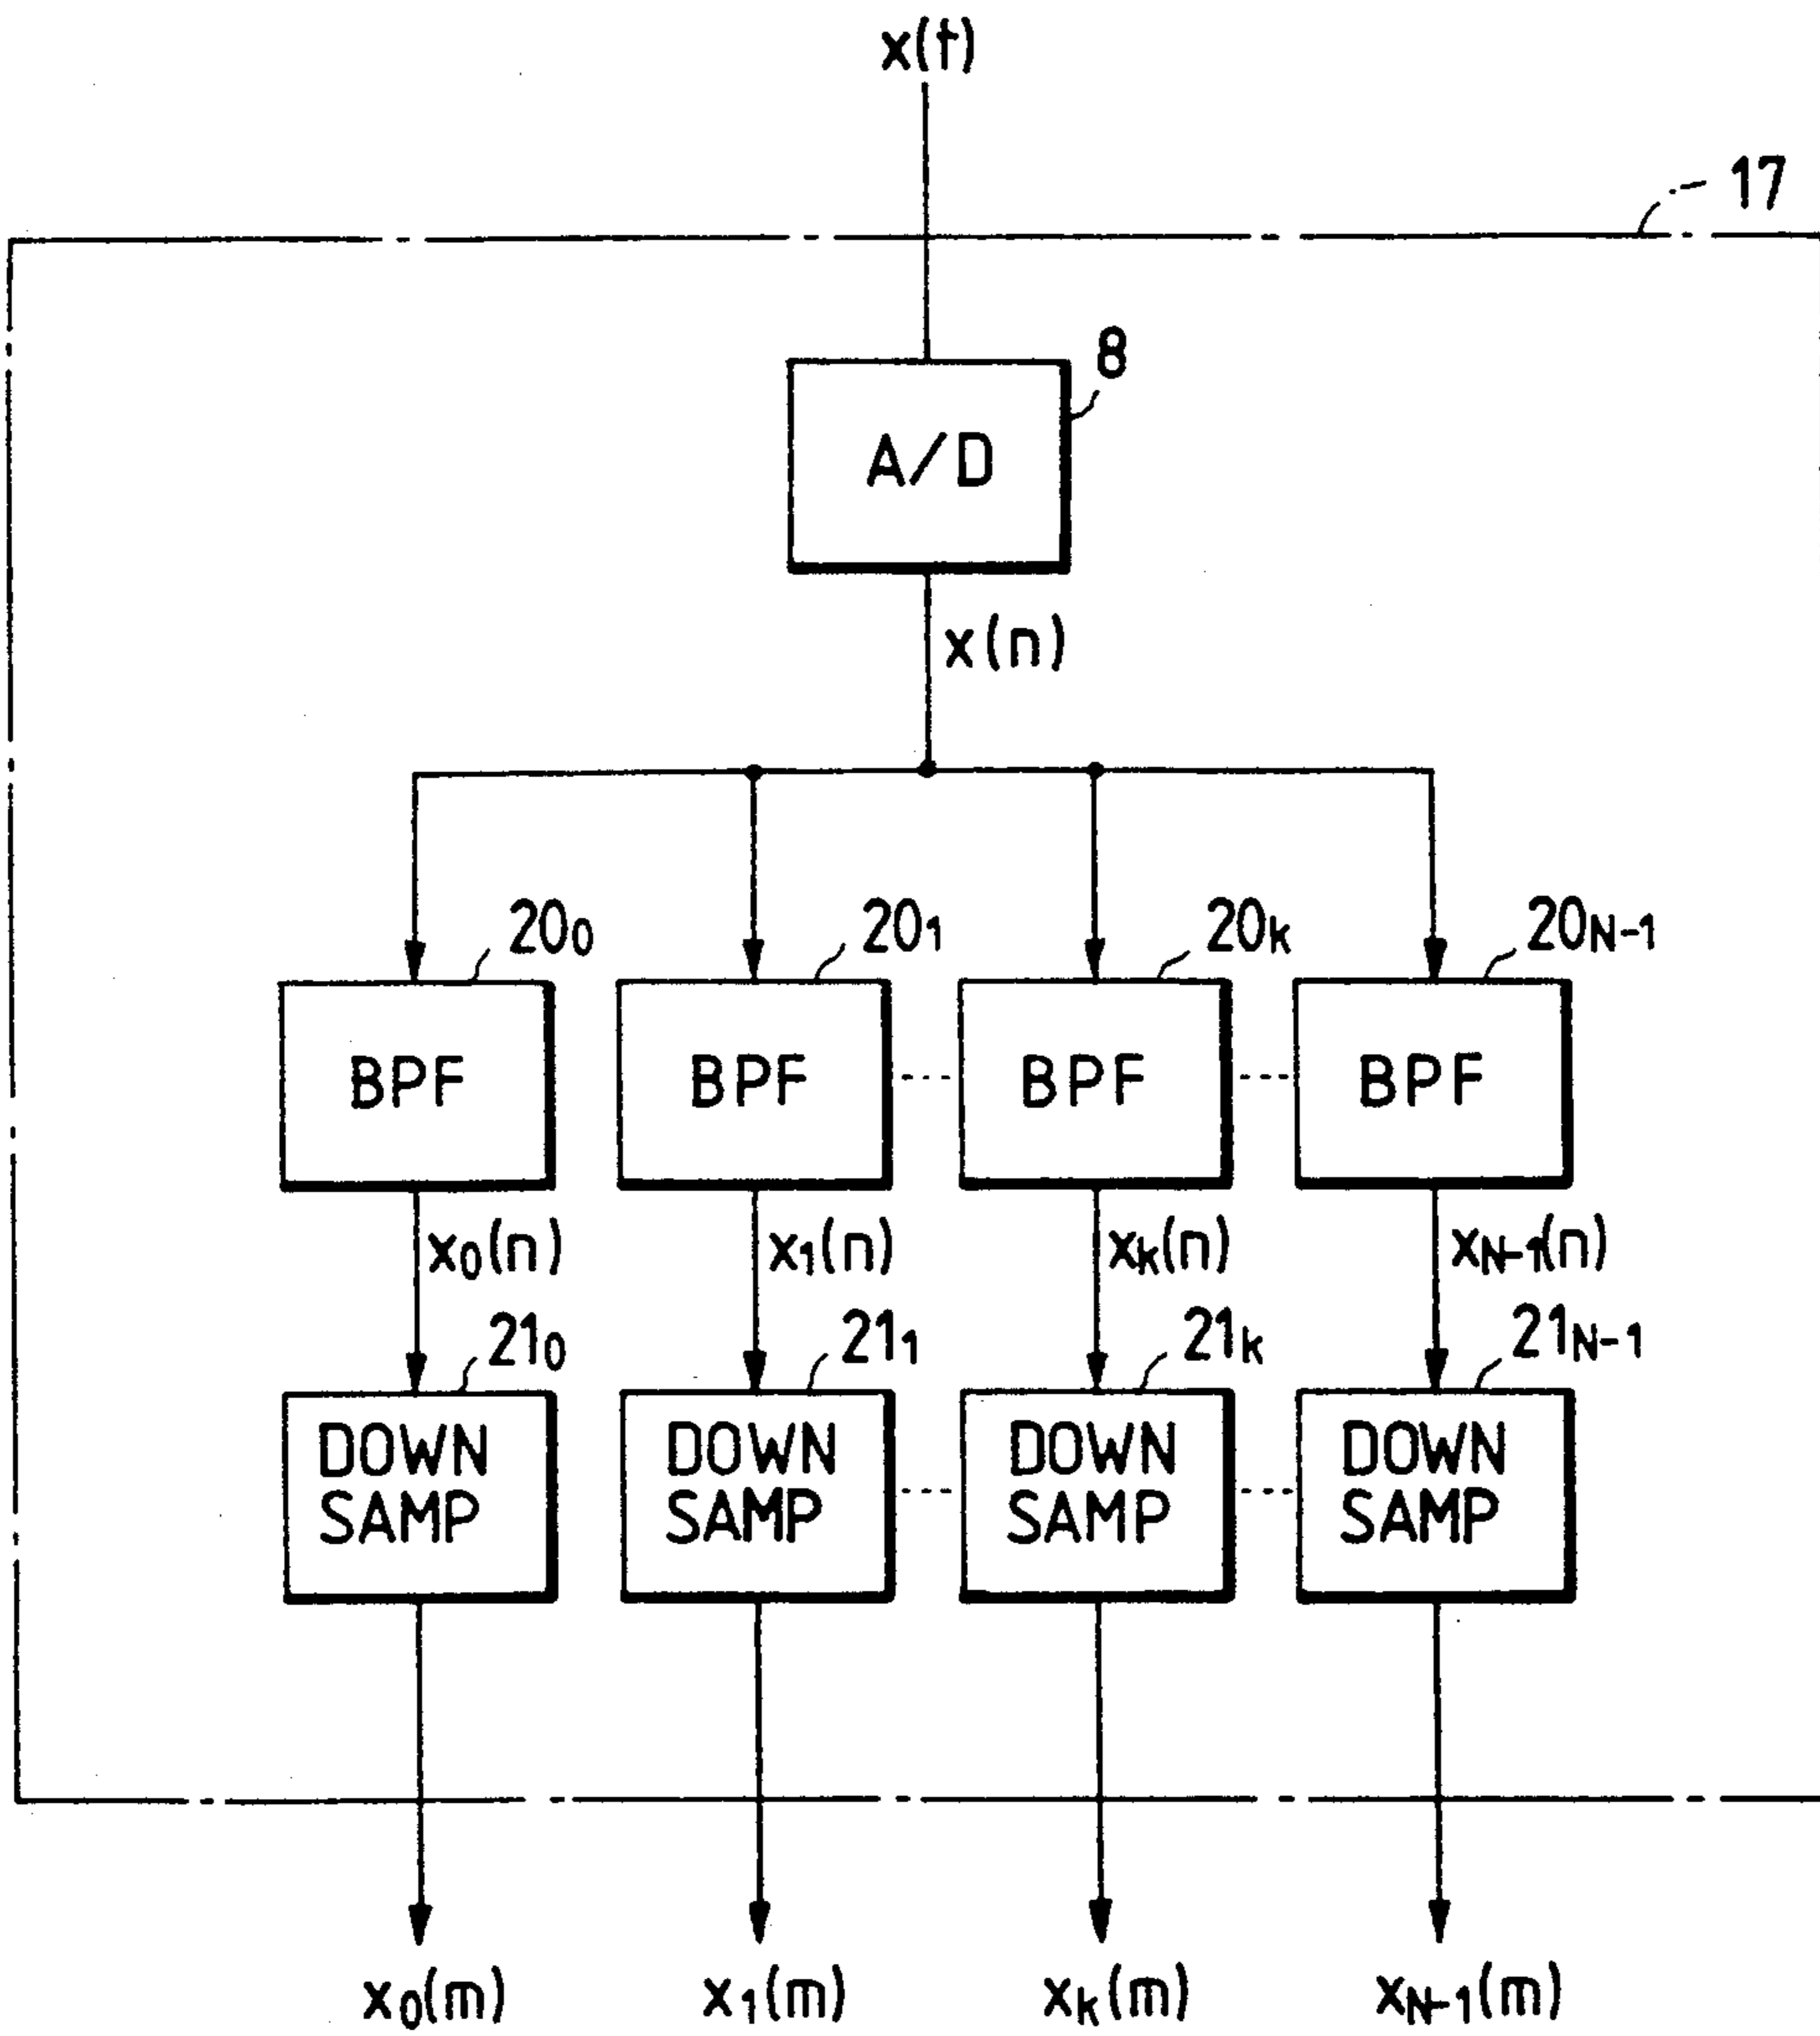 x(t)
17
8
A/D
x(n)
20₀ 20₁ 20k 20N-1
BPF BPF BPF BPF
x₀(n) x₁(n) xk(n) xN-1(n)
21₀ 21₁ 21k 21N-1
DOWN DOWN DOWN DOWN
SAMP SAMP SAMP SAMP
x₀(m) x₁(m) xk(m) xN-1(m)